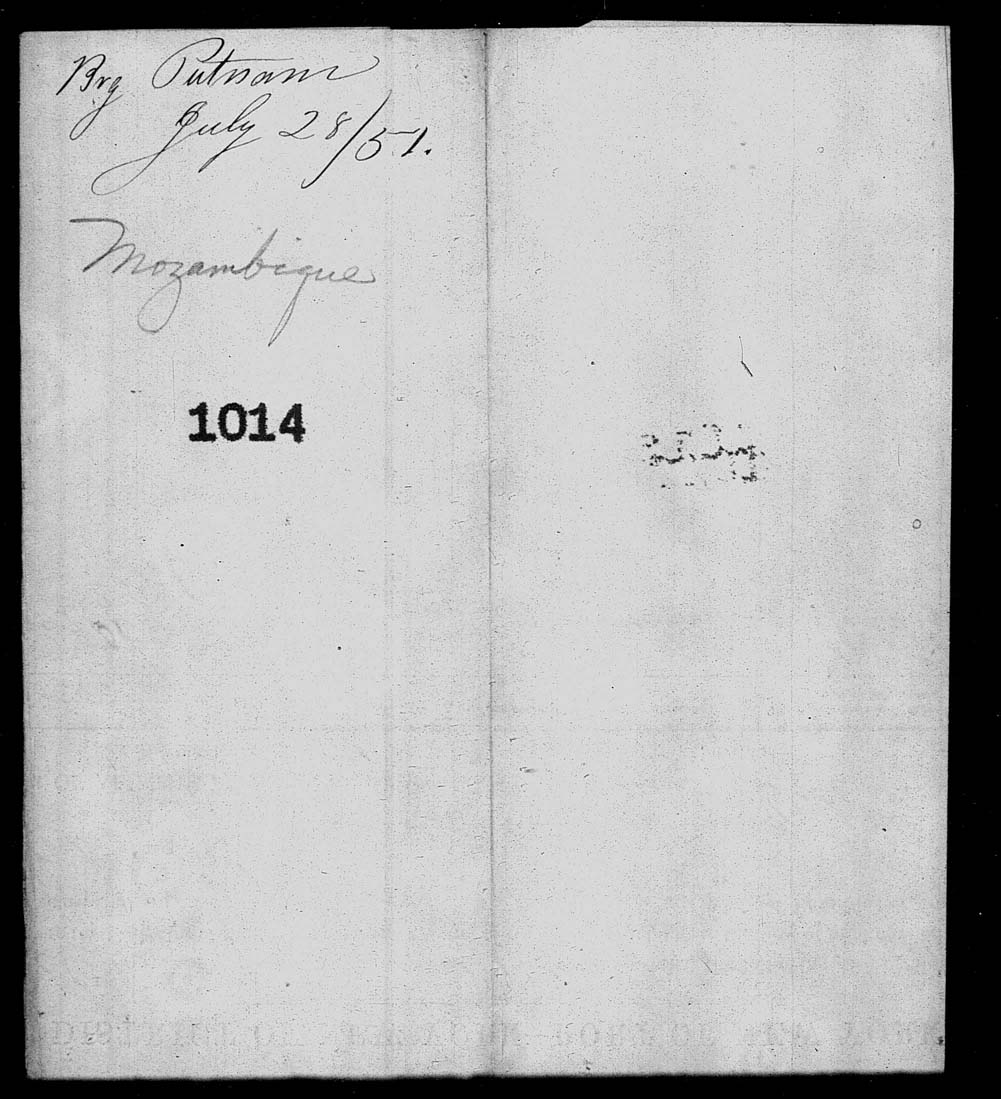 Brg Putnam
July 28/51.
Mozambique
1014